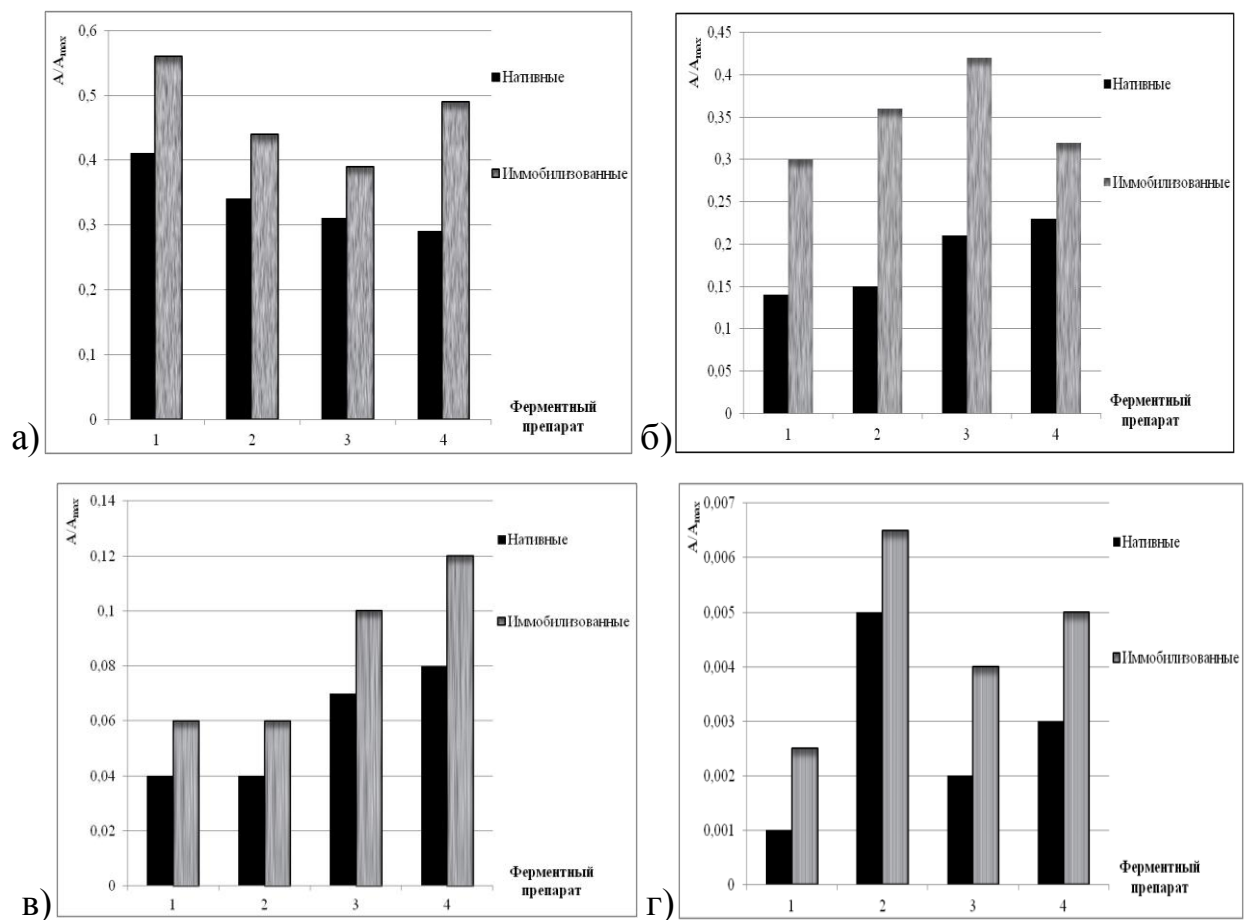 а)
A/Amax
0,6
0,5
0,4
0,3
0,2
0,1
0
1 2 3 4
Нативные
Иммобилизованные
Ферментный
препарат
б)
A/Amax
0,45
0,4
0,35
0,3
0,25
0,2
0,15
0,1
0,05
0
1 2 3 4
Нативные
Иммобилизованные
Ферментный
препарат
в)
A/Amax
0,14
0,12
0,1
0,08
0,06
0,04
0,02
0
1 2 3 4
Нативные
Иммобилизованные
Ферментный
препарат
г)
A/Amax
0,007
0,006
0,005
0,004
0,003
0,002
0,001
0
1 2 3 4
Нативные
Иммобилизованные
Ферментный
препарат